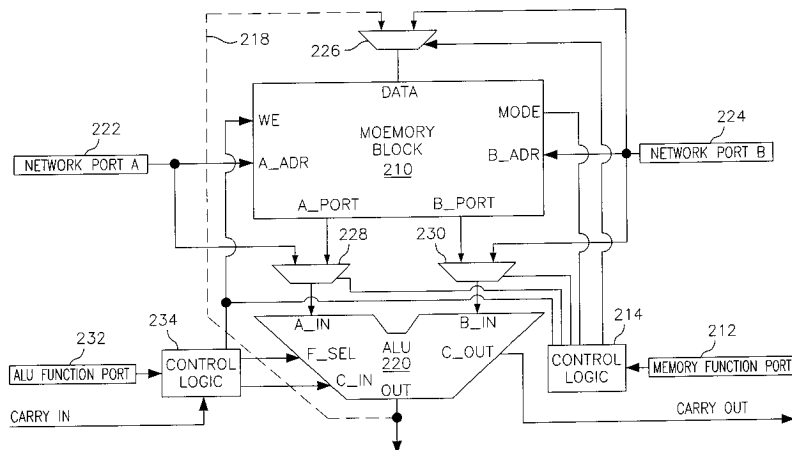 218
226
DATA
222
WE
MODE
224
MOEMORY
BLOCK
210
NETWORK PORT A
A_ADR
B_ADR
NETWORK PORT B
A_PORT
B_PORT
228
230
234
A_IN
B_IN
214
232
F_SEL
ALU
220
C_OUT
212
ALU FUNCTION PORT
CONTROL
LOGIC
C_IN
CONTROL
LOGIC
MEMORY FUNCTION PORT
OUT
CARRY IN
CARRY OUT